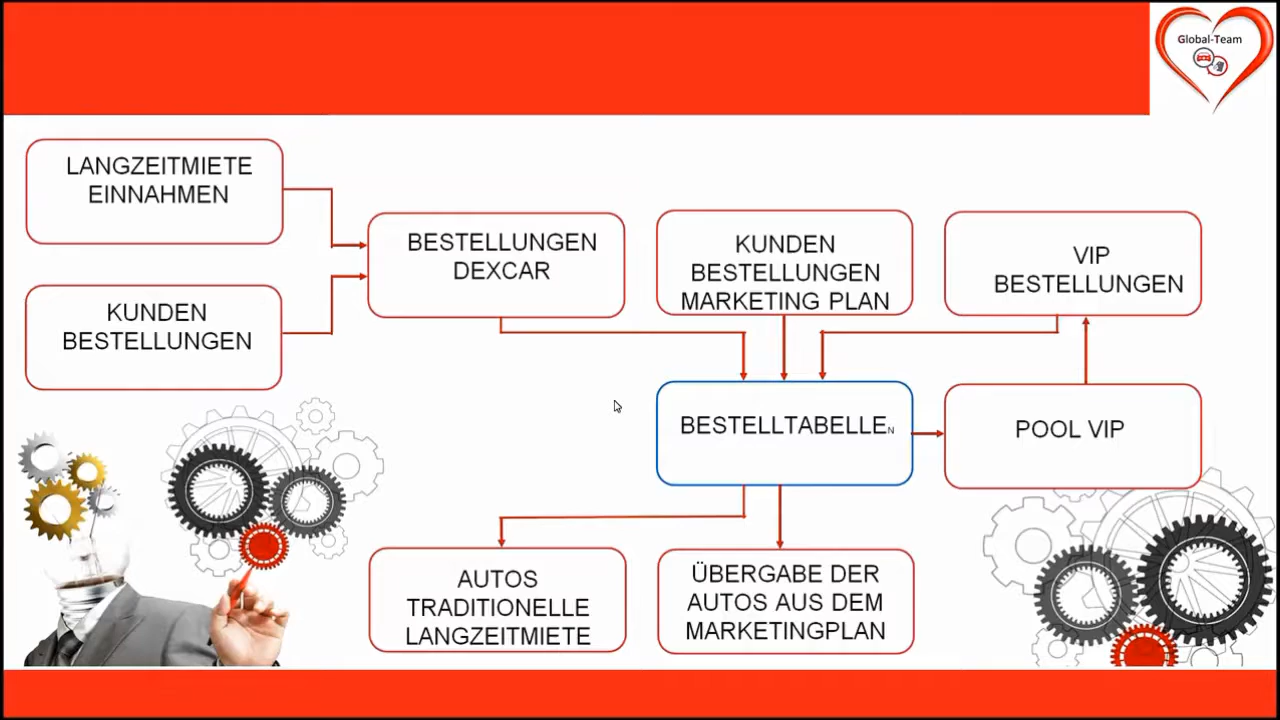 Global-Team
LANGZEITMIETE
EINNAHMEN
KUNDEN
BESTELLUNGEN
BESTELLUNGEN
DEXCAR
KUNDEN
BESTELLUNGEN
MARKETING PLAN
VIP
BESTELLUNGEN
BESTELLTABELLEN
POOL VIP
AUTOS
TRADITIONELLE
LANGZEITMIETE
ÜBERGABE DER
AUTOS AUS DEM
MARKETINGPLAN